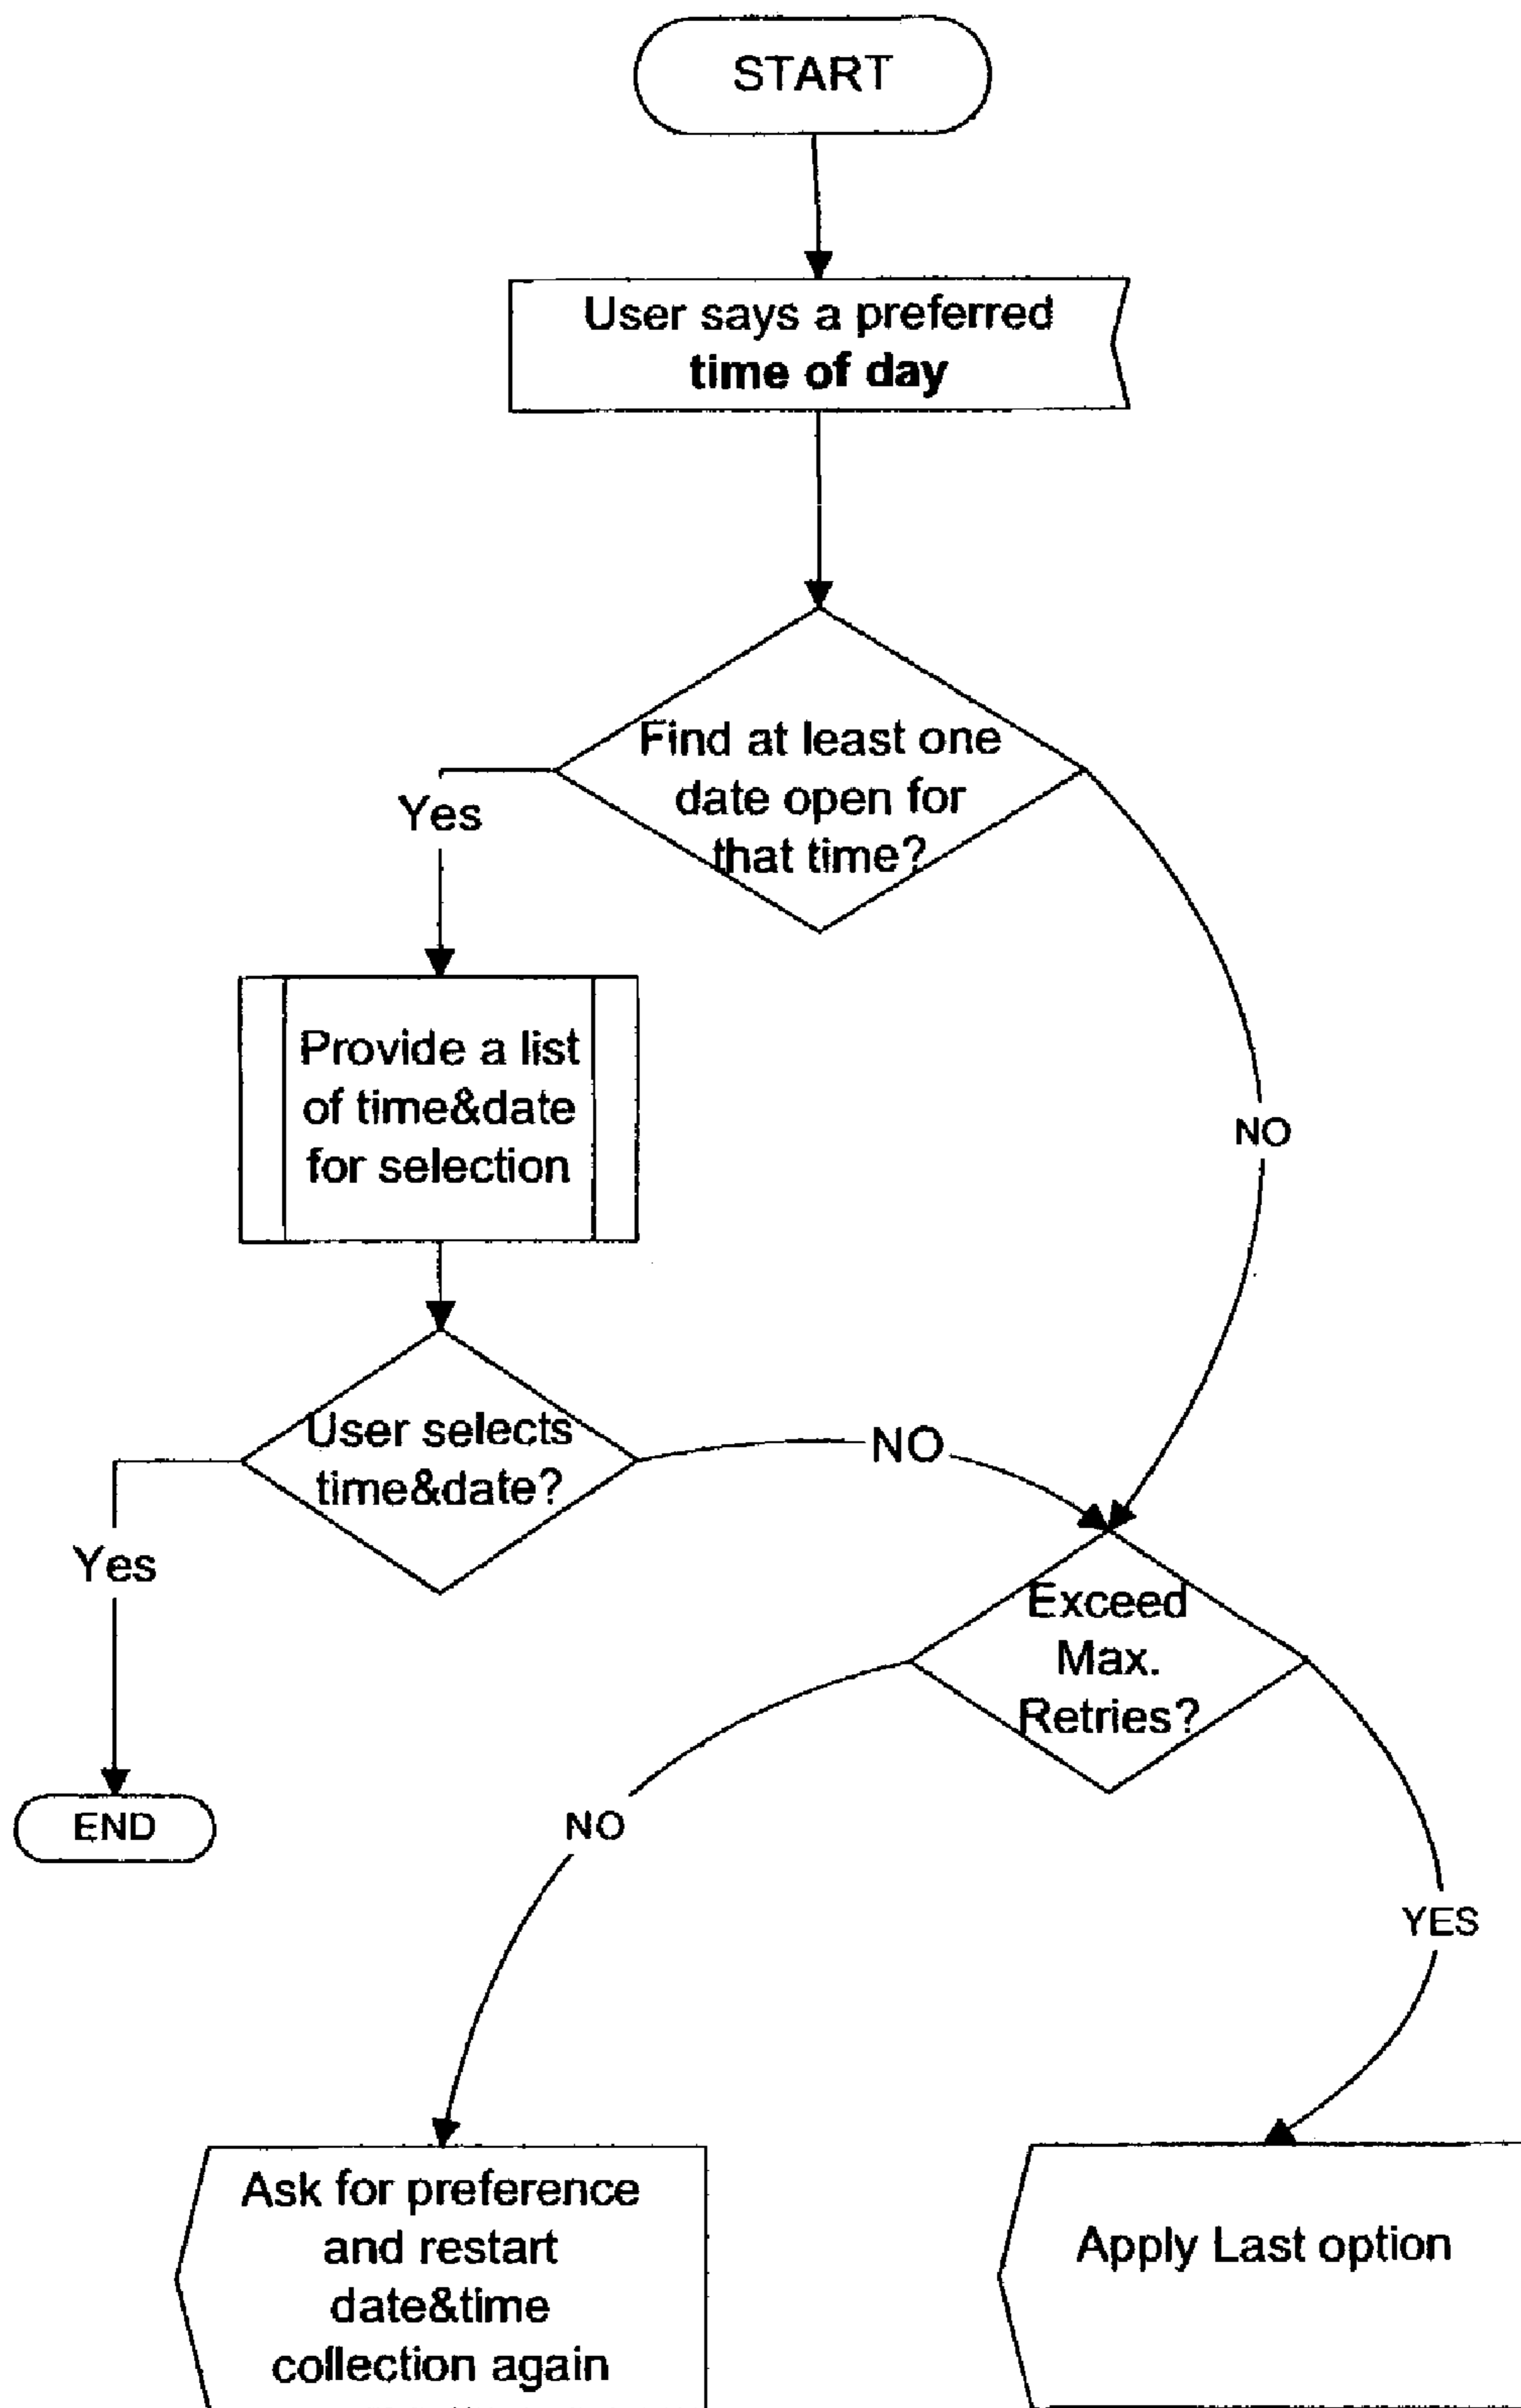 START
User says a preferred
time of day
Find at least one
date open for
that time?
Yes
Provide a list
of time&date
for selection
NO
User selects
time&date?
NO
Yes
Exceed
Max.
Retries?
END
NO
YES
Ask for preference
and restart
date&time
collection again
Apply Last option